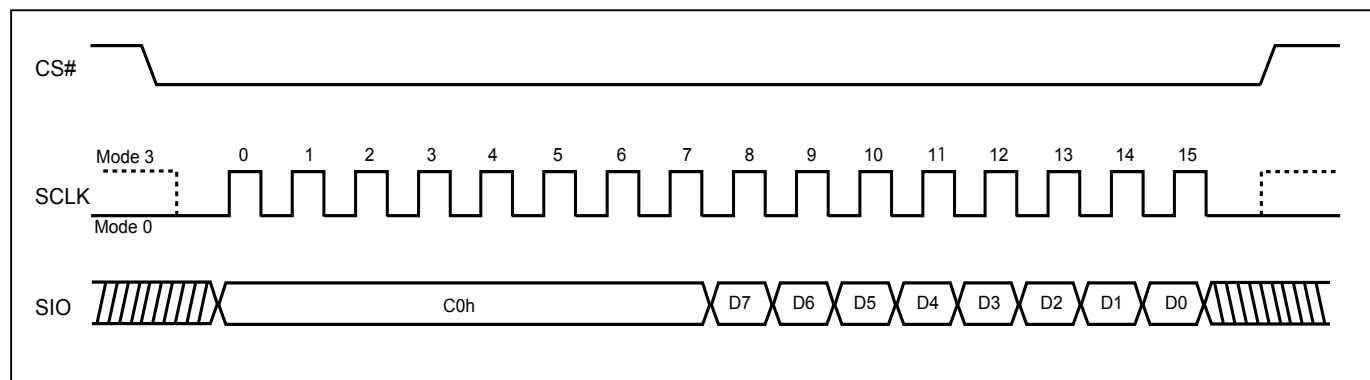 CS#
Mode 3
0 1 2 3 4 5 6 7 8 9 10 11 12 13 14 15
SCLK
Mode 0
SIO
C0h D7 D6 D5 D4 D3 D2 D1 D0